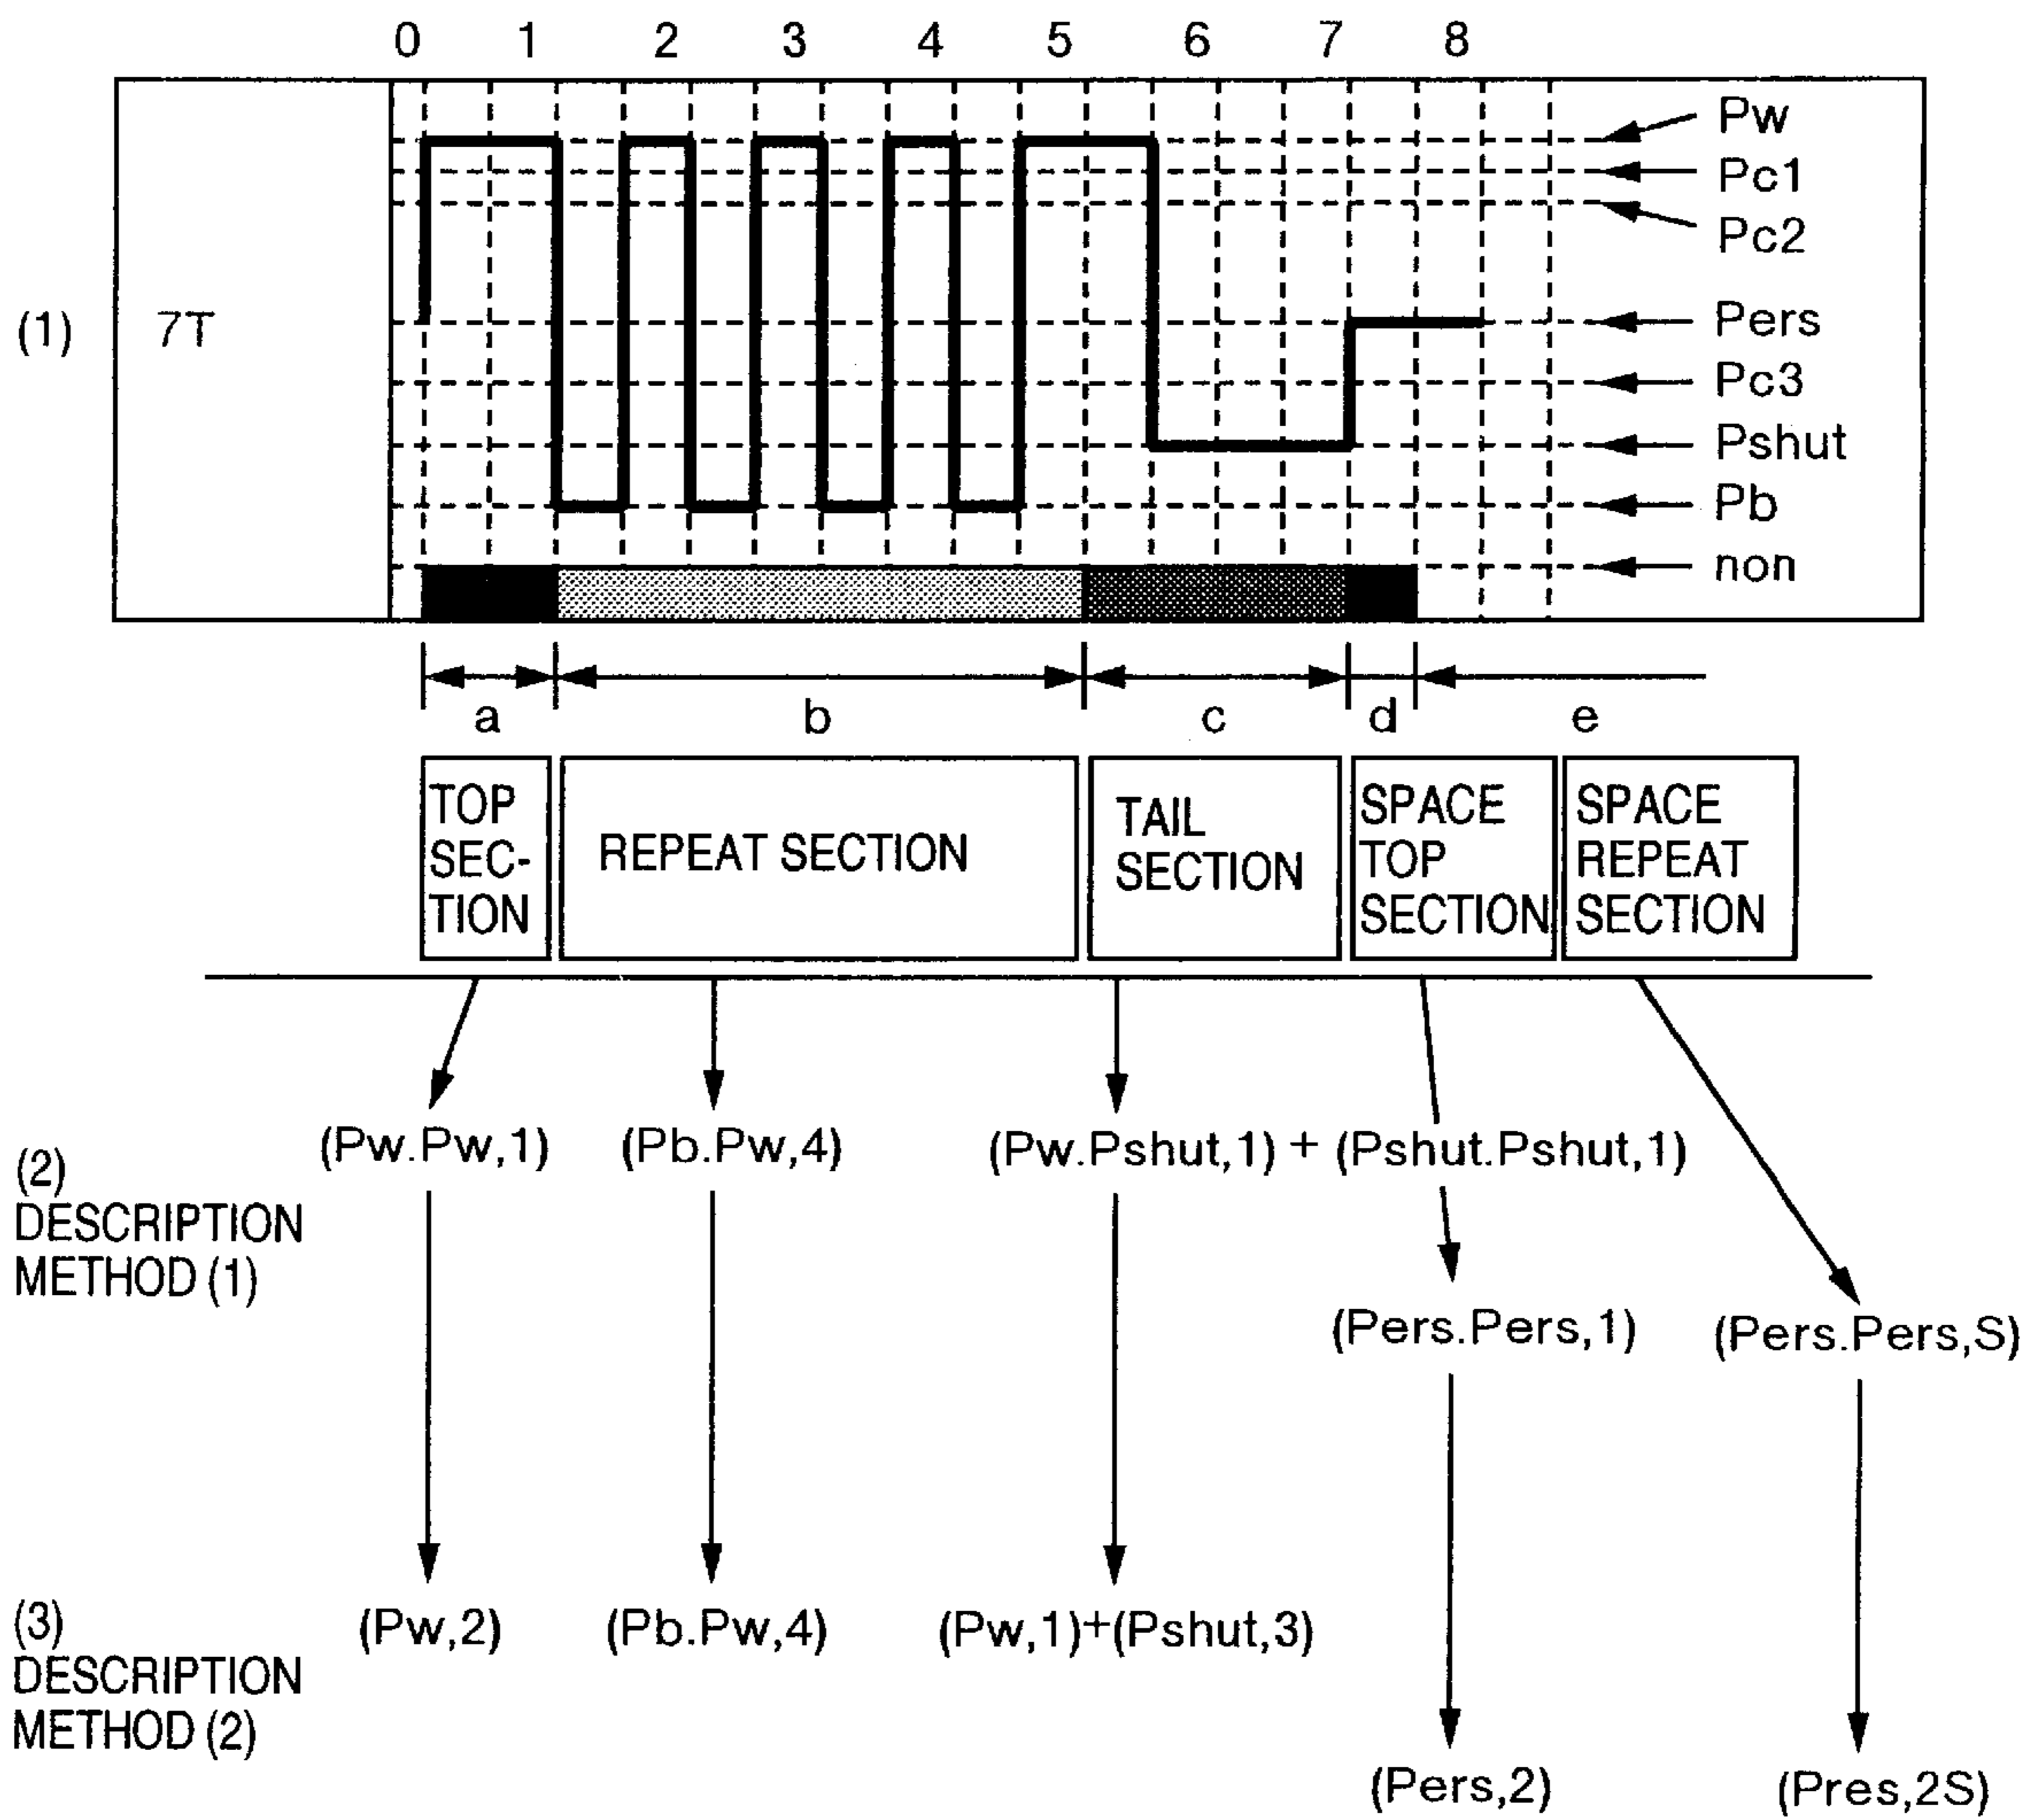 0 1 2 3 4 5 6 7 8
Pw
Pc1
Pc2
(1) 7T
Pers
Pc3
Pshut
Pb
non
a b c d e
TOP
SEC-
TION
REPEAT SECTION
TAIL
SECTION
SPACE
TOP
SECTION
SPACE
REPEAT
SECTION
(2)
DESCRIPTION
METHOD (1)
(Pw.Pw,1) (Pb.Pw,4) (Pw.Pshut,1) + (Pshut.Pshut,1)
(Pers.Pers,1) (Pers.Pers,S)
(3)
DESCRIPTION
METHOD (2)
(Pw,2) (Pb.Pw,4) (Pw,1)+(Pshut,3)
(Pers,2) (Pres,2S)